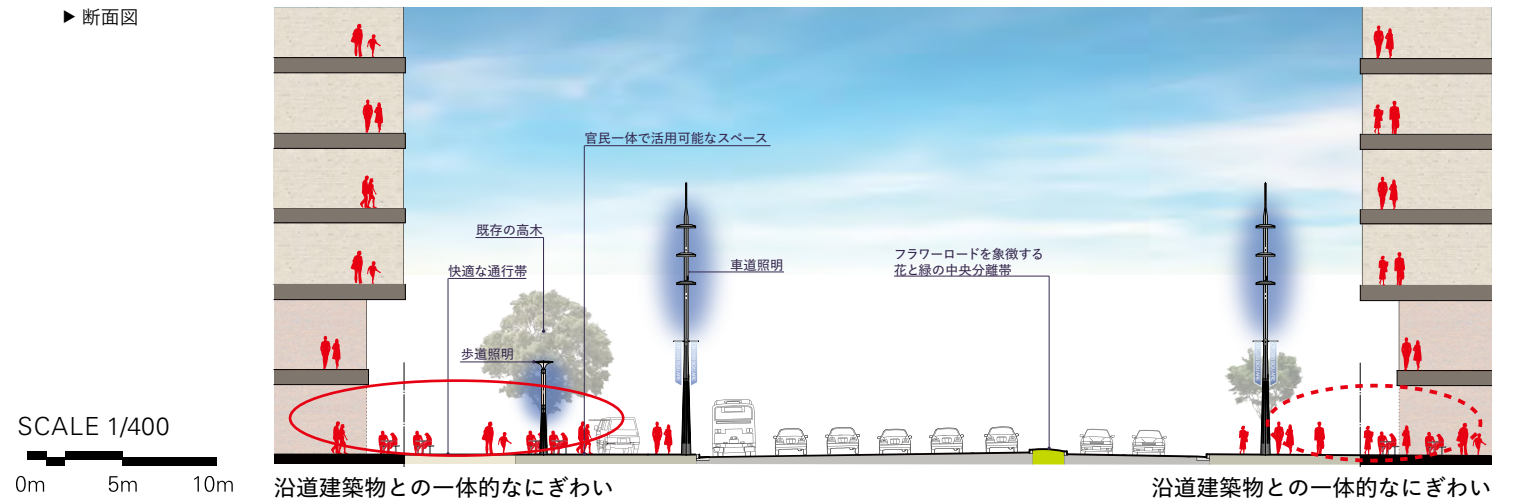 ▶ 断面図
官民一体で活用可能なスペース
既存の高木
快適な通行帯
車道照明
フラワーロードを象徴する
花と緑の中央分離帯
歩道照明
SCALE 1/400
0m 5m 10m
沿道建築物との一体的なにぎわい
沿道建築物との一体的なにぎわい